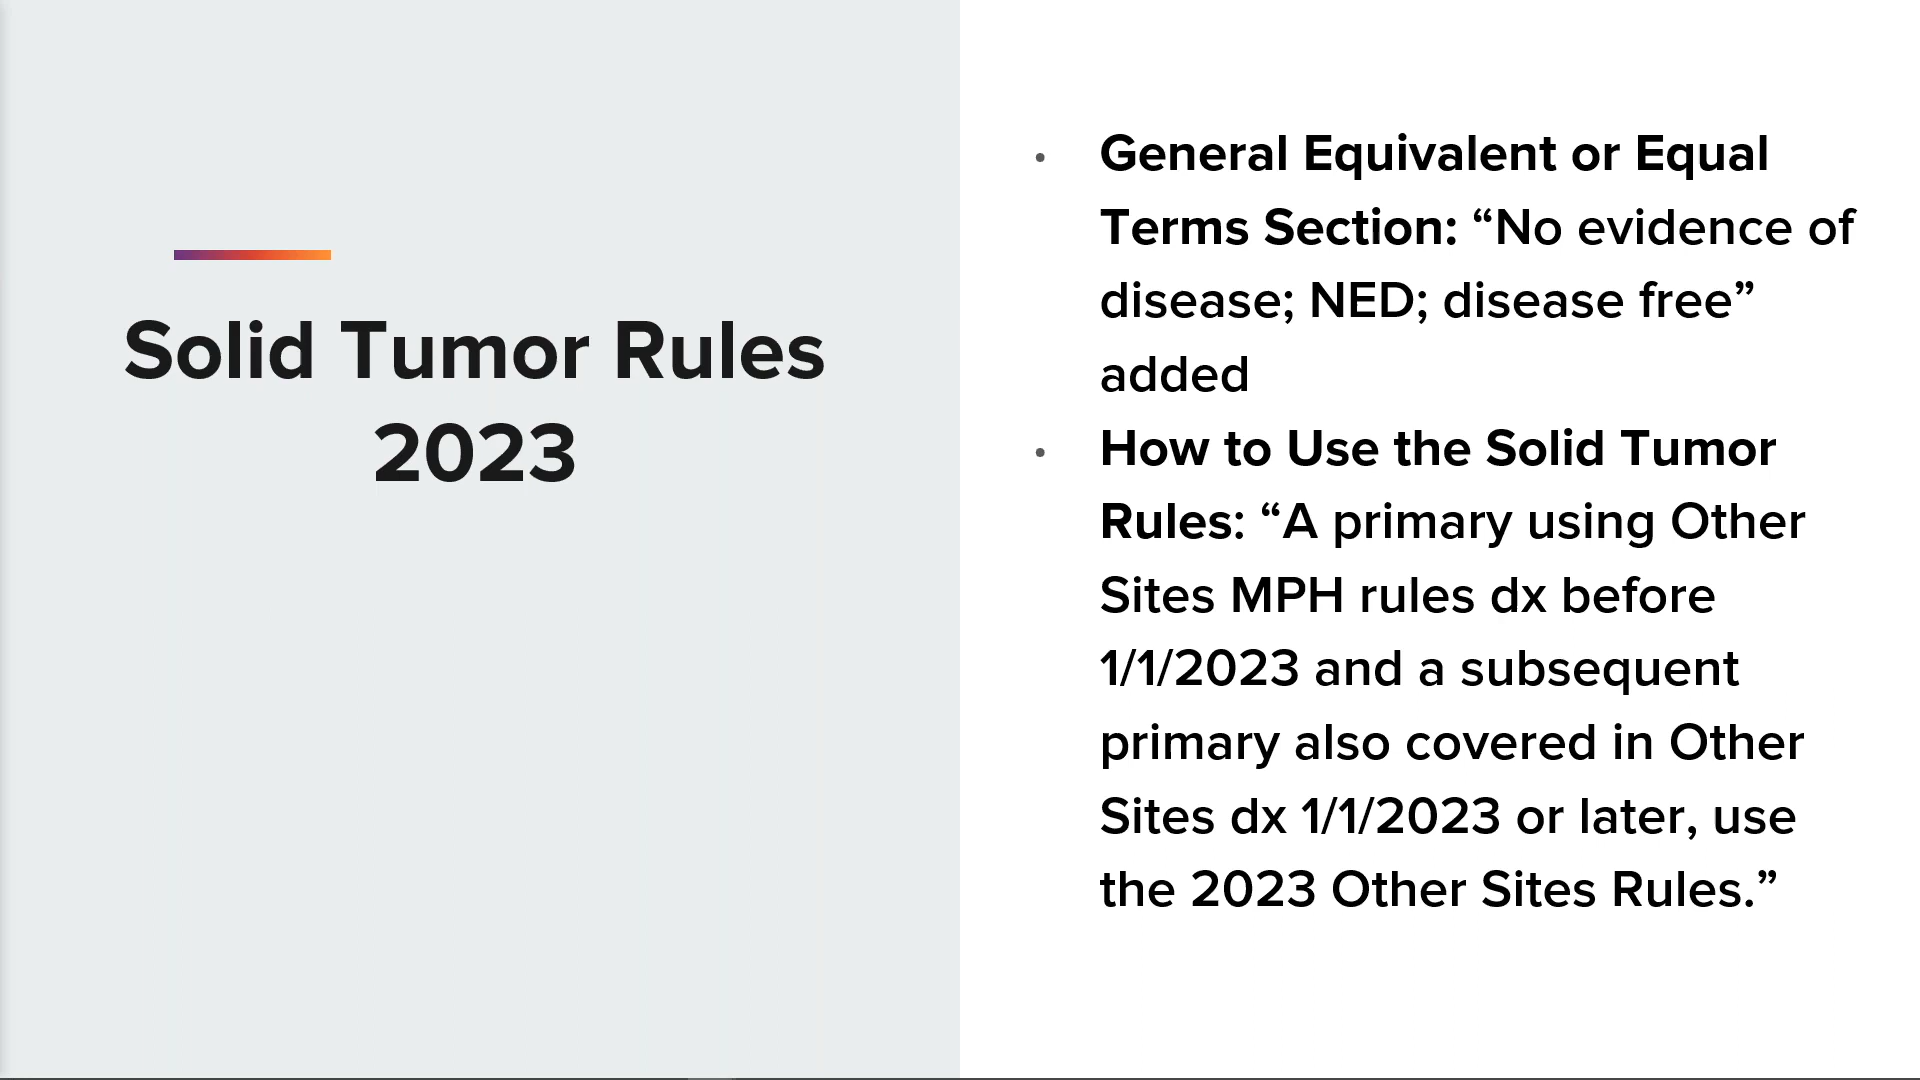 Solid Tumor Rules
2023
• General Equivalent or Equal
Terms Section: “No evidence of
disease; NED; disease free”
added
• How to Use the Solid Tumor
Rules: “A primary using Other
Sites MPH rules dx before
1/1/2023 and a subsequent
primary also covered in Other
Sites dx 1/1/2023 or later, use
the 2023 Other Sites Rules.”